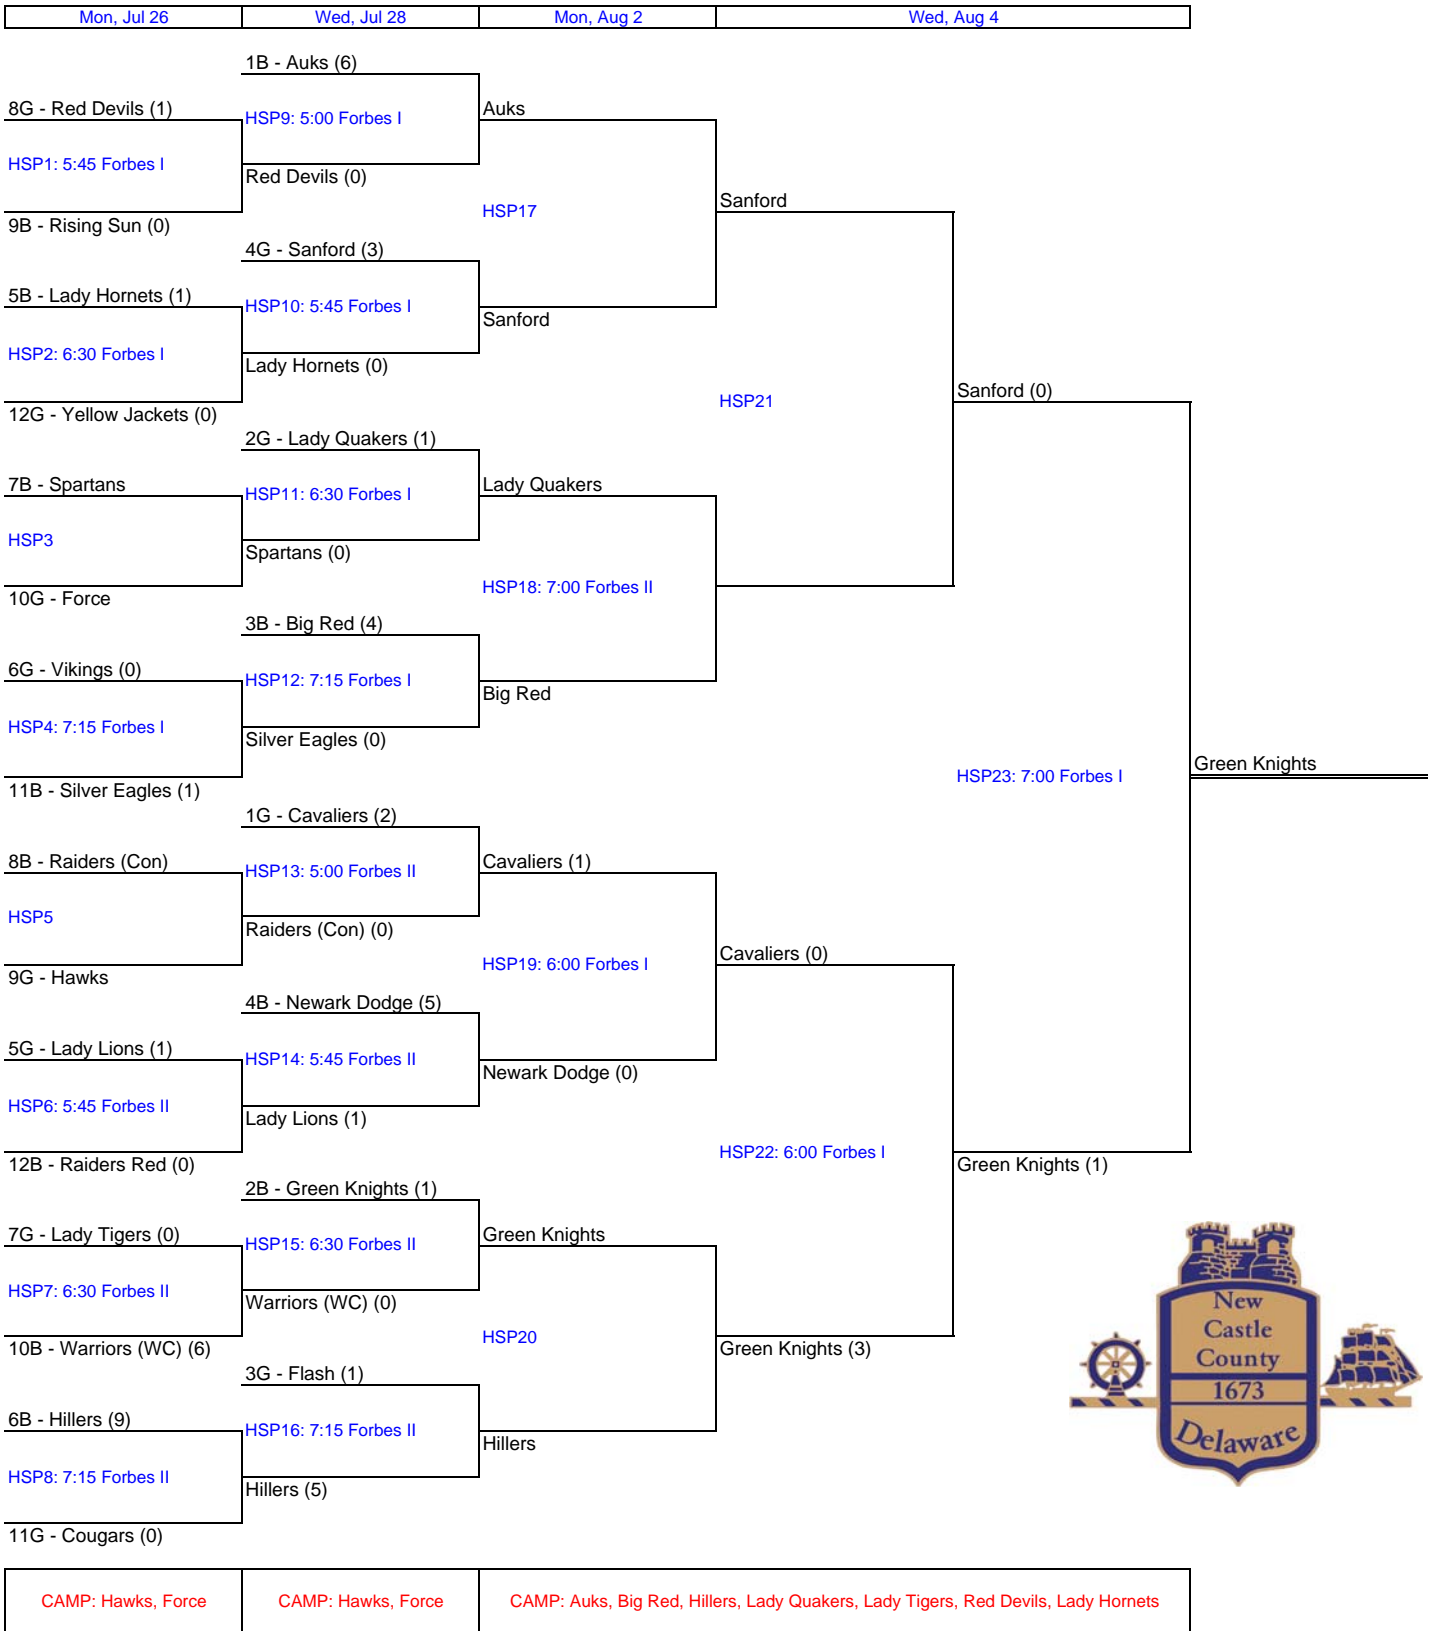 Mon, Jul 26
Wed, Jul 28
Mon, Aug 2
Wed, Aug 4
1B - Auks (6)
8G - Red Devils (1)
HSP9: 5:00 Forbes I
Auks
HSP1: 5:45 Forbes I
Red Devils (0)
Sanford
HSP17
9B - Rising Sun (0)
4G - Sanford (3)
5B - Lady Hornets (1)
HSP10: 5:45 Forbes I
Sanford
HSP2: 6:30 Forbes I
Lady Hornets (0)
Sanford (0)
HSP21
12G - Yellow Jackets (0)
2G - Lady Quakers (1)
7B - Spartans
HSP11: 6:30 Forbes I
Lady Quakers
HSP3
Spartans (0)
HSP18: 7:00 Forbes II
10G - Force
3B - Big Red (4)
6G - Vikings (0)
HSP12: 7:15 Forbes I
Big Red
HSP4: 7:15 Forbes I
Silver Eagles (0)
Green Knights
HSP23: 7:00 Forbes I
11B - Silver Eagles (1)
1G - Cavaliers (2)
8B - Raiders (Con)
HSP13: 5:00 Forbes II
Cavaliers (1)
HSP5
Raiders (Con) (0)
Cavaliers (0)
HSP19: 6:00 Forbes I
9G - Hawks
4B - Newark Dodge (5)
5G - Lady Lions (1)
HSP14: 5:45 Forbes II
Newark Dodge (0)
HSP6: 5:45 Forbes II
Lady Lions (1)
HSP22: 6:00 Forbes I
12B - Raiders Red (0)
Green Knights (1)
2B - Green Knights (1)
7G - Lady Tigers (0)
HSP15: 6:30 Forbes II
Green Knights
HSP7: 6:30 Forbes II
Warriors (WC) (0)
HSP20
10B - Warriors (WC) (6)
Green Knights (3)
3G - Flash (1)
6B - Hillers (9)
HSP16: 7:15 Forbes II
Hillers
HSP8: 7:15 Forbes II
Hillers (5)
11G - Cougars (0)
New
Castle
County
1673
Delaware
CAMP: Hawks, Force
CAMP: Hawks, Force
CAMP: Auks, Big Red, Hillers, Lady Quakers, Lady Tigers, Red Devils, Lady Hornets